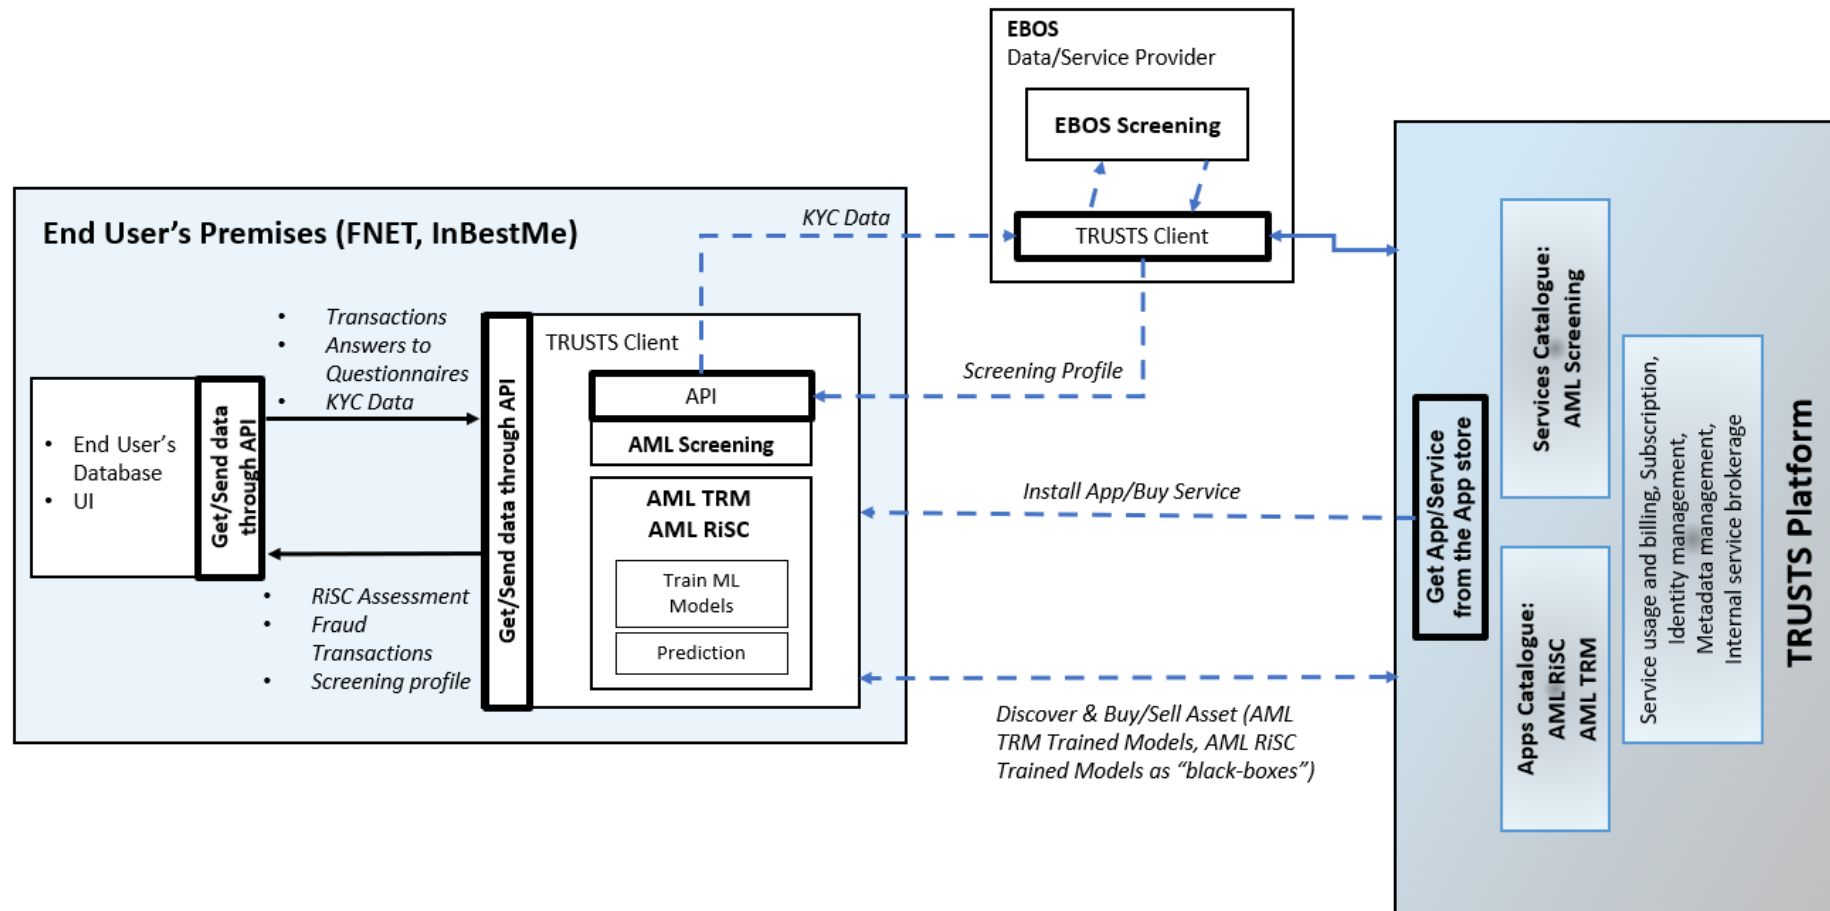 EBOS
Data/Service Provider
EBOS Screening
TRUSTS Client
End User's Premises (FNET, InBestMe)
KYC Data
• Transactions
• Answers to
Questionnaires
• KYC Data
• End User's
Database
• UI
Get/Send data
through API
• RiSC Assessment
• Fraud
Transactions
• Screening profile
Get/Send data through API
TRUSTS Client
API
AML Screening
AML TRM
AML RiSC
Train ML
Models
Prediction
Screening Profile
Install App/Buy Service
Discover & Buy/Sell Asset (AML
TRM Trained Models, AML RiSC
Trained Models as “black-boxes”)
Get App/Service
from the App store
Services Catalogue:
AML Screening
Apps Catalogue:
AML RiSC
AML TRM
Service usage and billing, Subscription,
Identity management,
Metadata management,
Internal service brokerage
TRUSTS Platform